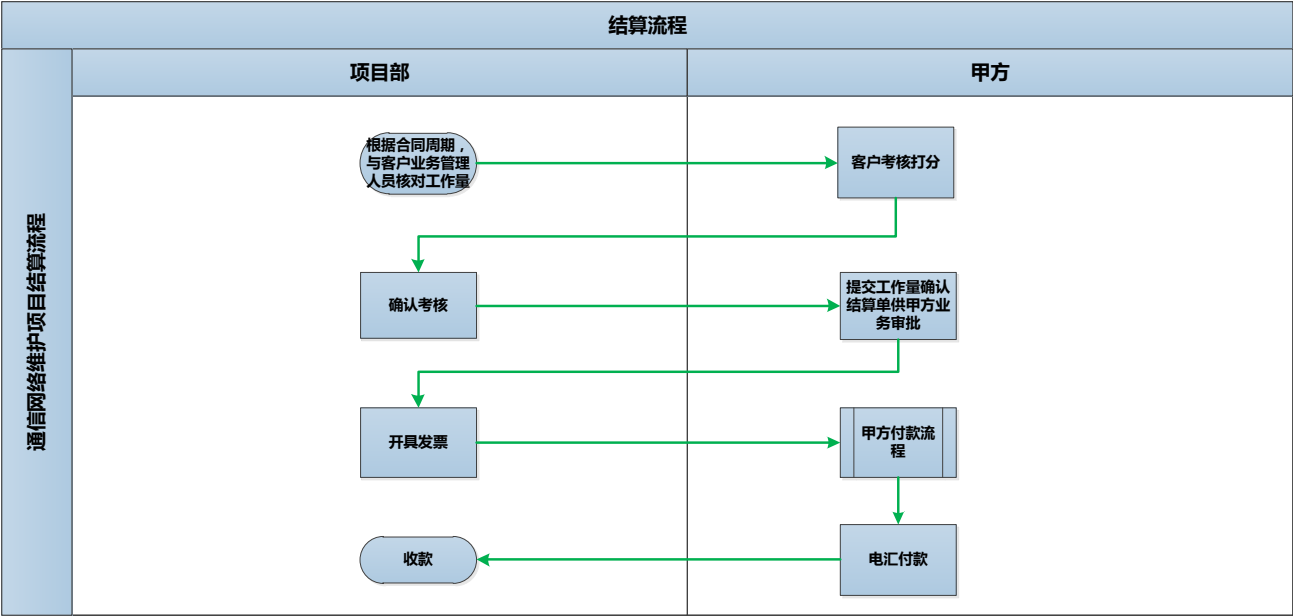 结算流程
项目部
甲方
通信网络维护项目结算流程
根据合同周期，
与客户业务管理
人员核对工作量
客户考核打分
确认考核
提交工作量确认
结算单供甲方业
务审批
开具发票
甲方付款流
程
收款
电汇付款